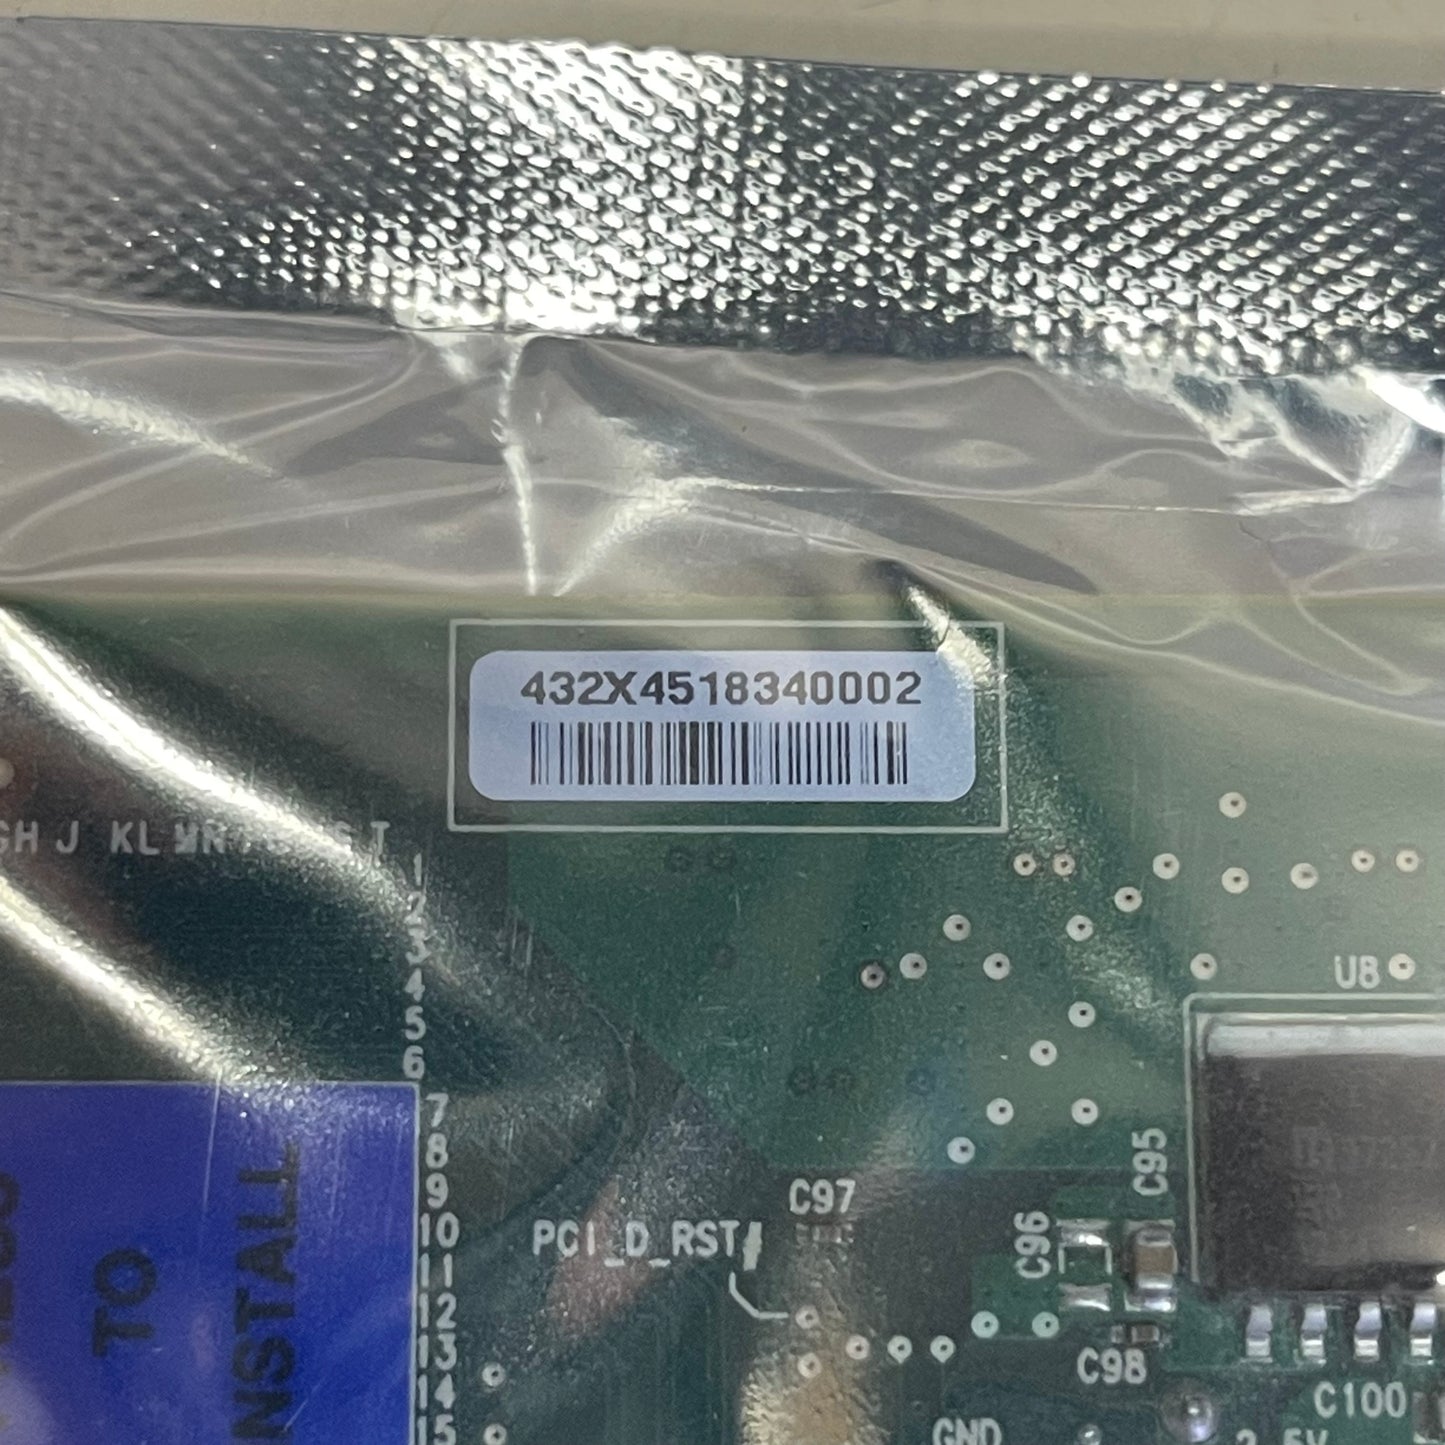 432X4518340002
GH J KL
T
1
2
3
4
5
6
7
8
9
10
11
12
13
14
15
U8
C95
C96
C97
PCI_D_RST#
C98
C100
GND
TO
NSTALL